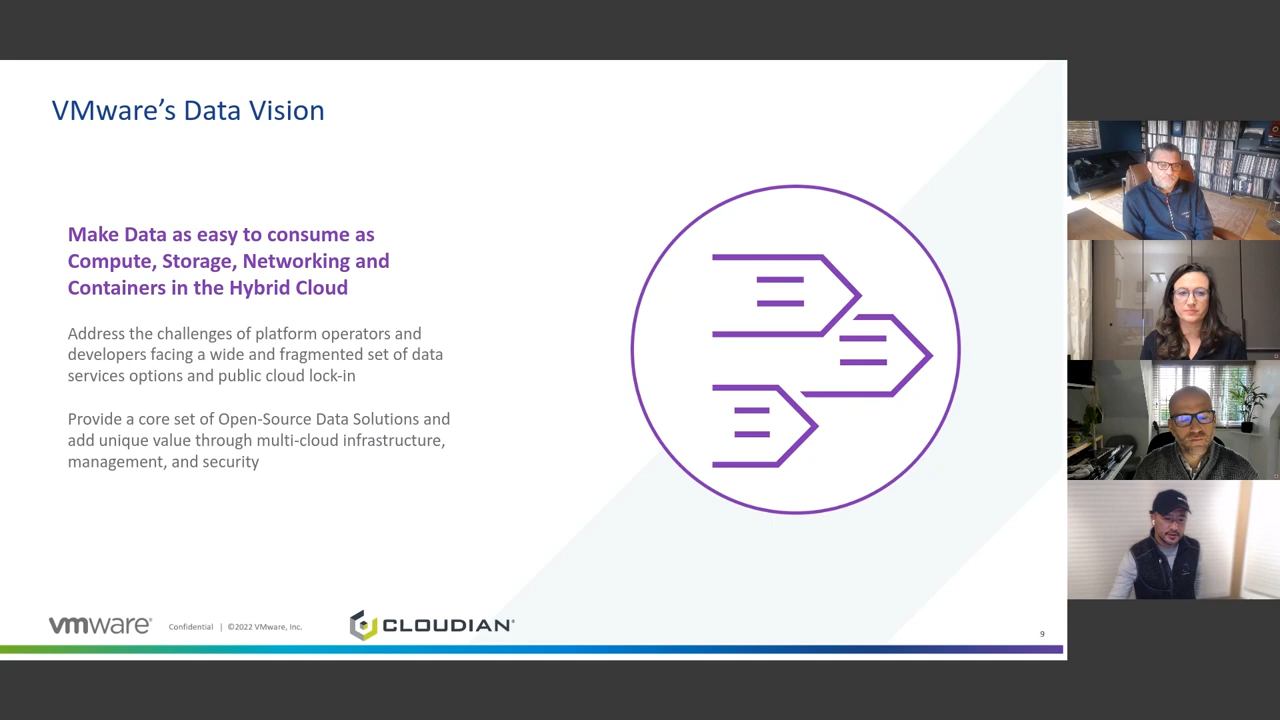 VMware’s Data Vision
Make Data as easy to consume as
Compute, Storage, Networking and
Containers in the Hybrid Cloud
Address the challenges of platform operators and
developers facing a wide and fragmented set of data
services options and public cloud lock-in
Provide a core set of Open-Source Data Solutions and
add unique value through multi-cloud infrastructure,
management, and security
vmware® Confidential | ©2022 VMware, Inc. CLOUDIAN®
9